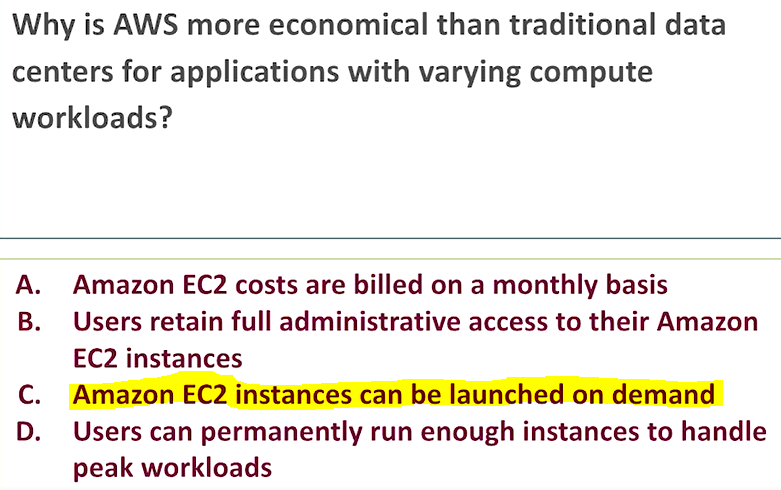 Why is AWS more economical than traditional data
centers for applications with varying compute
workloads?
A. Amazon EC2 costs are billed on a monthly basis
B. Users retain full administrative access to their Amazon
EC2 instances
C. Amazon EC2 instances can be launched on demand
D. Users can permanently run enough instances to handle
peak workloads